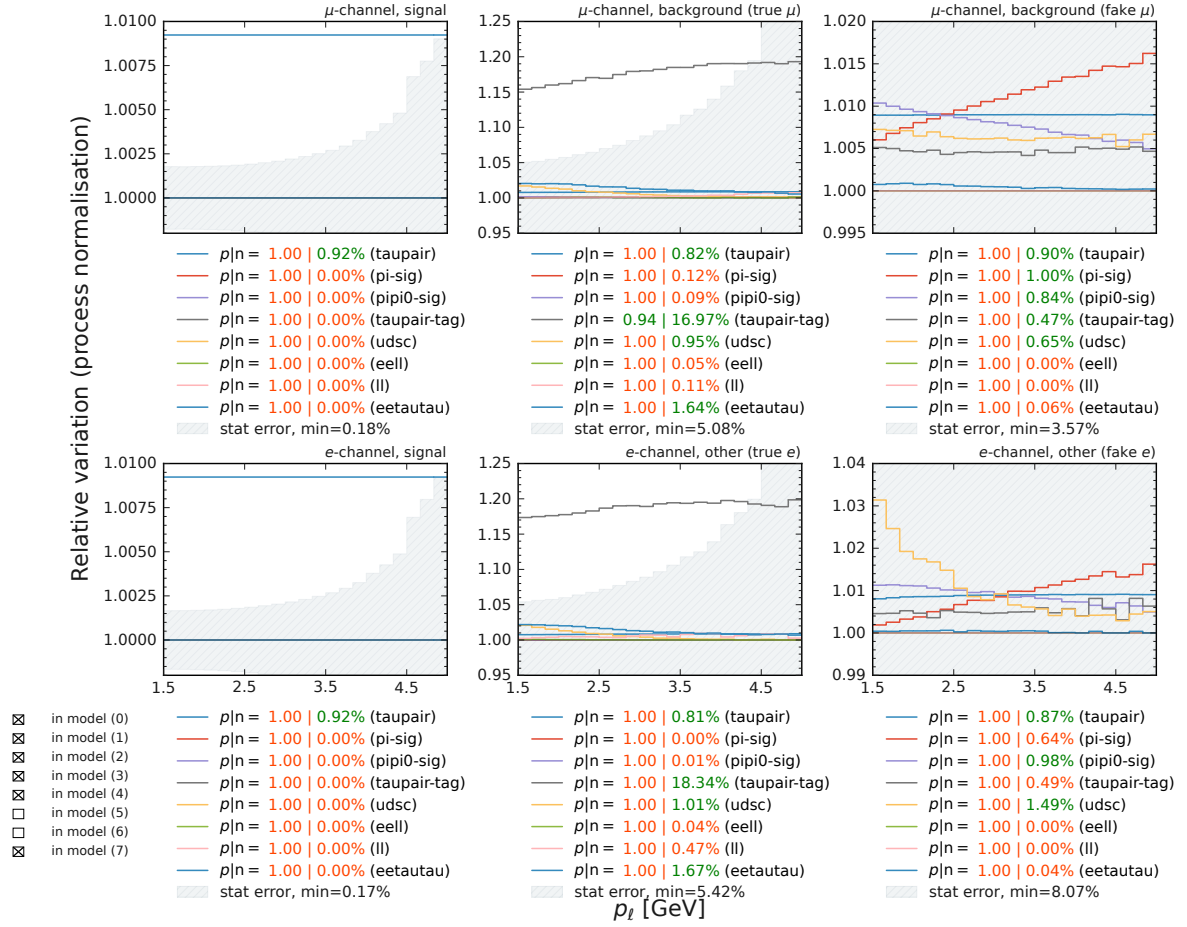 μ-channel, signal
μ-channel, background (true μ)
μ-channel, background (fake μ)
Relative variation (process normalisation)
1.0100
1.0075
1.0050
1.0025
1.0000
1.25
1.20
1.15
1.10
1.05
1.00
0.95
1.020
1.015
1.010
1.005
1.000
0.995
p|n = 1.00 | 0.92% (taupair)
p|n = 1.00 | 0.00% (pi-sig)
p|n = 1.00 | 0.00% (pipi0-sig)
p|n = 1.00 | 0.00% (taupair-tag)
p|n = 1.00 | 0.00% (udsc)
p|n = 1.00 | 0.00% (eell)
p|n = 1.00 | 0.00% (ll)
p|n = 1.00 | 0.00% (eetautau)
stat error, min=0.18%
p|n = 1.00 | 0.82% (taupair)
p|n = 1.00 | 0.12% (pi-sig)
p|n = 1.00 | 0.09% (pipi0-sig)
p|n = 0.94 | 16.97% (taupair-tag)
p|n = 1.00 | 0.95% (udsc)
p|n = 1.00 | 0.05% (eell)
p|n = 1.00 | 0.11% (ll)
p|n = 1.00 | 1.64% (eetautau)
stat error, min=5.08%
p|n = 1.00 | 0.90% (taupair)
p|n = 1.00 | 1.00% (pi-sig)
p|n = 1.00 | 0.84% (pipi0-sig)
p|n = 1.00 | 0.47% (taupair-tag)
p|n = 1.00 | 0.65% (udsc)
p|n = 1.00 | 0.00% (eell)
p|n = 1.00 | 0.00% (ll)
p|n = 1.00 | 0.06% (eetautau)
stat error, min=3.57%
e-channel, signal
e-channel, other (true e)
e-channel, other (fake e)
1.0100
1.0075
1.0050
1.0025
1.0000
1.5 2.5 3.5 4.5
1.25
1.20
1.15
1.10
1.05
1.00
0.95
1.5 2.5 3.5 4.5
1.04
1.03
1.02
1.01
1.00
0.99
1.5 2.5 3.5 4.5
in model (0)
in model (1)
in model (2)
in model (3)
in model (4)
in model (5)
in model (6)
in model (7)
p|n = 1.00 | 0.92% (taupair)
p|n = 1.00 | 0.00% (pi-sig)
p|n = 1.00 | 0.00% (pipi0-sig)
p|n = 1.00 | 0.00% (taupair-tag)
p|n = 1.00 | 0.00% (udsc)
p|n = 1.00 | 0.00% (eell)
p|n = 1.00 | 0.00% (ll)
p|n = 1.00 | 0.00% (eetautau)
stat error, min=0.17%
p|n = 1.00 | 0.81% (taupair)
p|n = 1.00 | 0.00% (pi-sig)
p|n = 1.00 | 0.01% (pipi0-sig)
p|n = 1.00 | 18.34% (taupair-tag)
p|n = 1.00 | 1.01% (udsc)
p|n = 1.00 | 0.04% (eell)
p|n = 1.00 | 0.47% (ll)
p|n = 1.00 | 1.67% (eetautau)
stat error, min=5.42%
p|n = 1.00 | 0.87% (taupair)
p|n = 1.00 | 0.64% (pi-sig)
p|n = 1.00 | 0.98% (pipi0-sig)
p|n = 1.00 | 0.49% (taupair-tag)
p|n = 1.00 | 1.49% (udsc)
p|n = 1.00 | 0.00% (eell)
p|n = 1.00 | 0.00% (ll)
p|n = 1.00 | 0.04% (eetautau)
stat error, min=8.07%
pℓ [GeV]